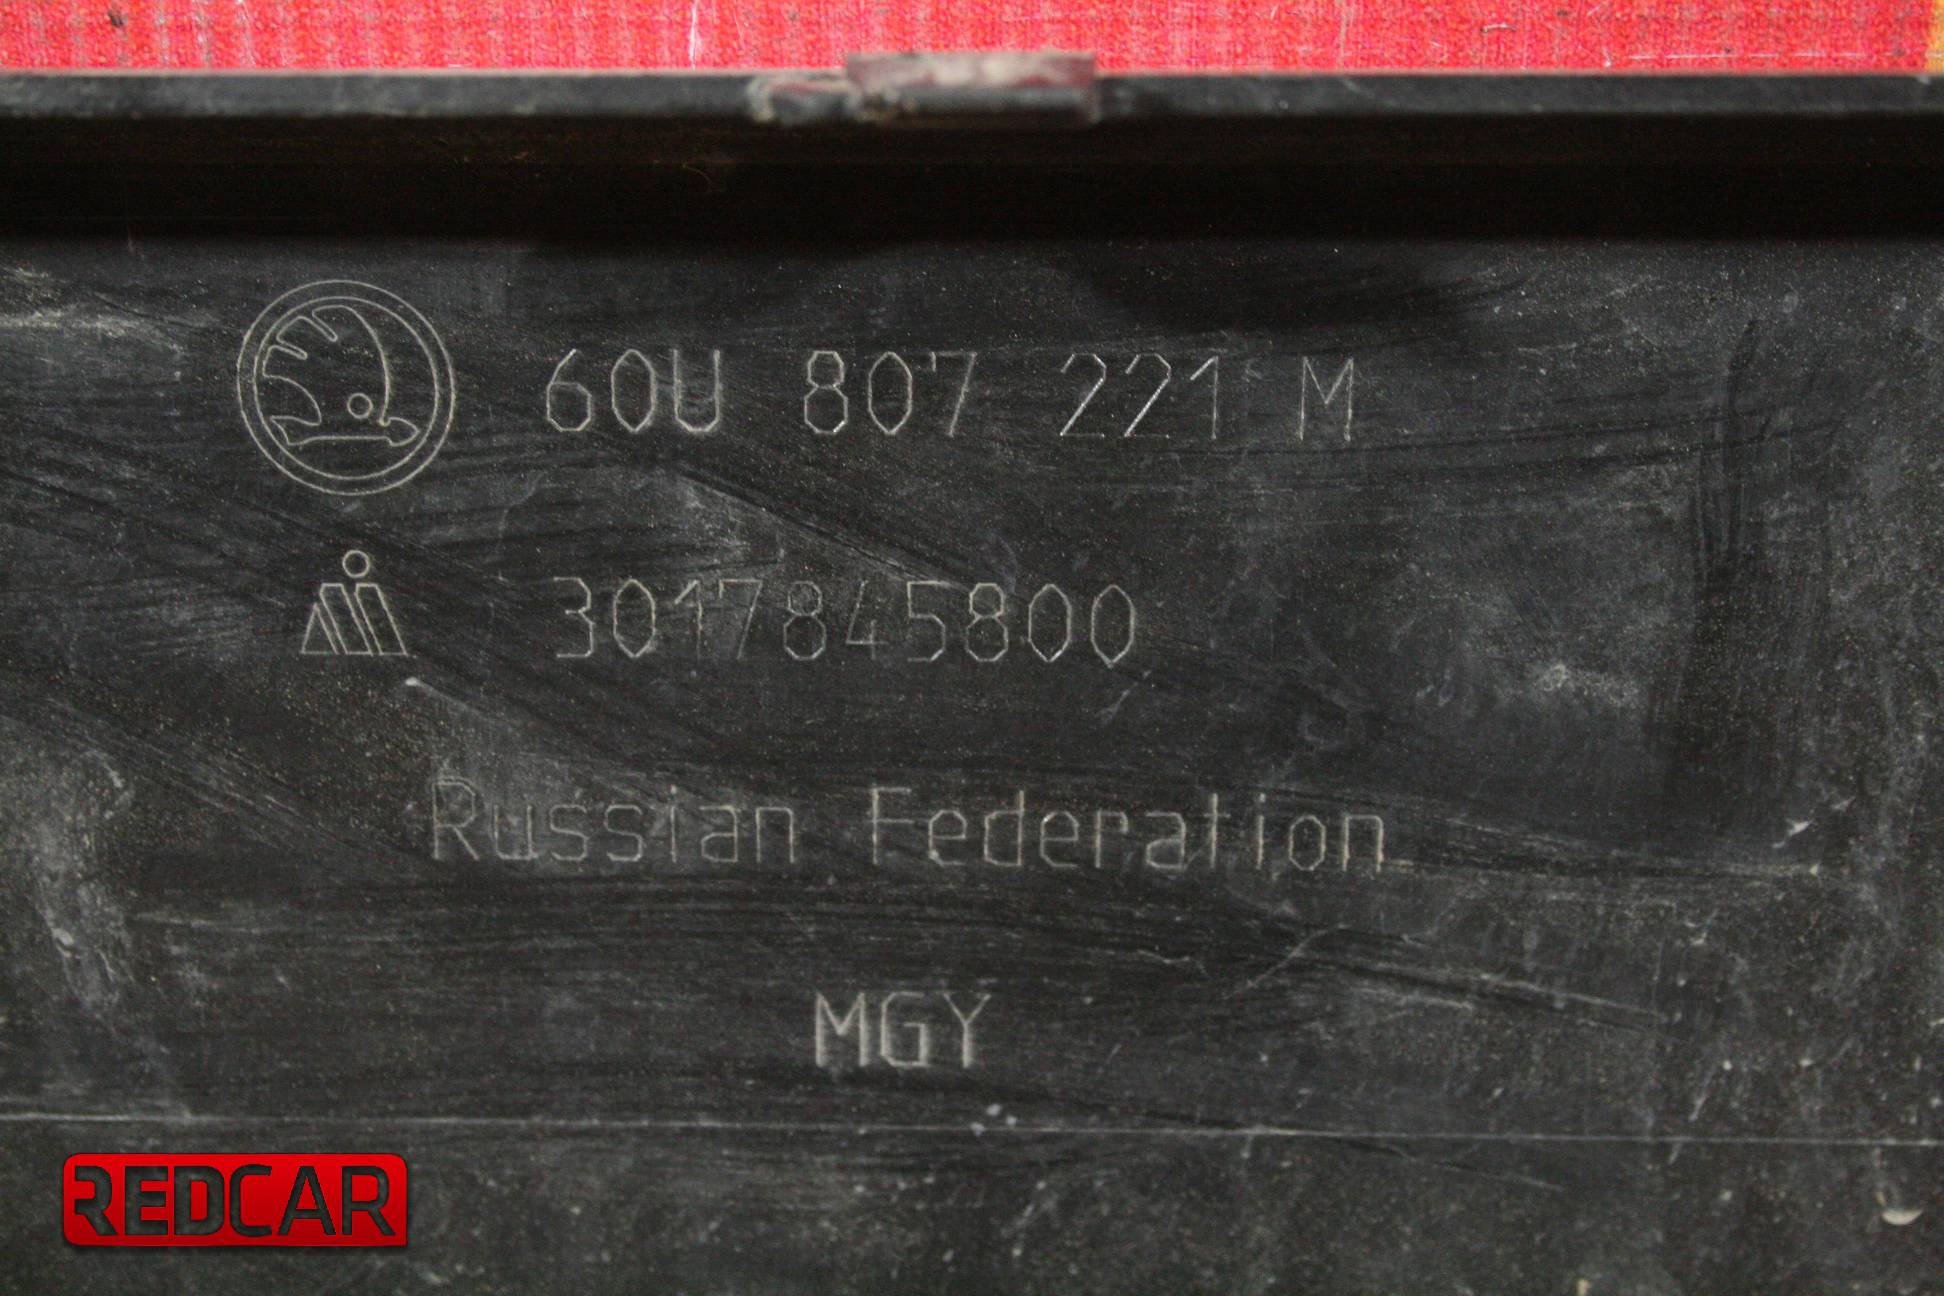 60U 807 221 M
3017845800
Russian Federation
MGY
REDCAR